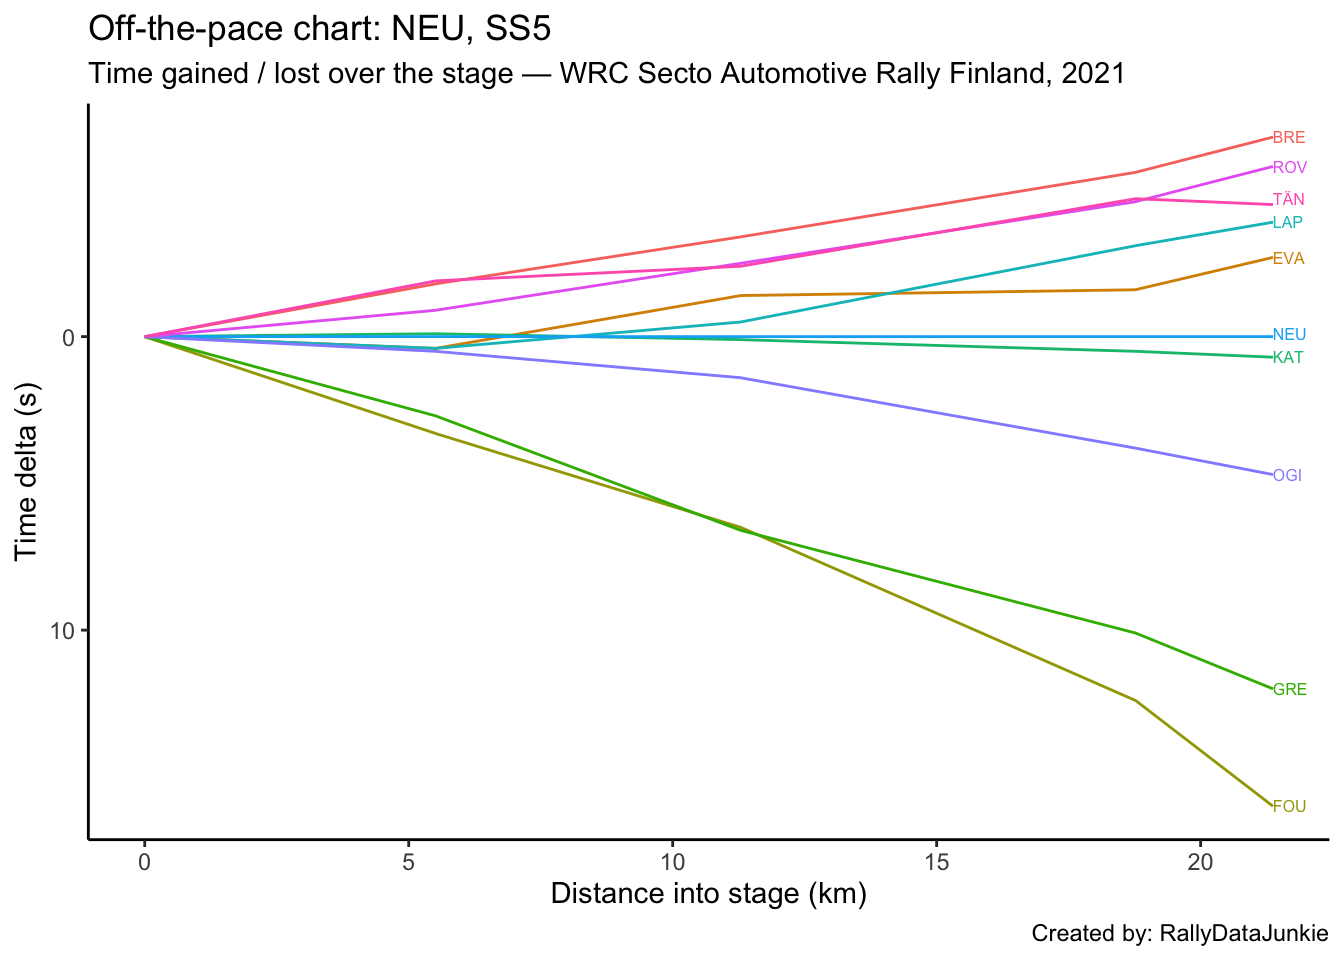 Off-the-pace chart: NEU, SS5
Time gained / lost over the stage — WRC Secto Automotive Rally Finland, 2021
BRE
ROV
TÄN
LAP
EVA
0
NEU
KAT
Time delta (s)
OGI
10
GRE
FOU
0 5 10 15 20
Distance into stage (km)
Created by: RallyDataJunkie